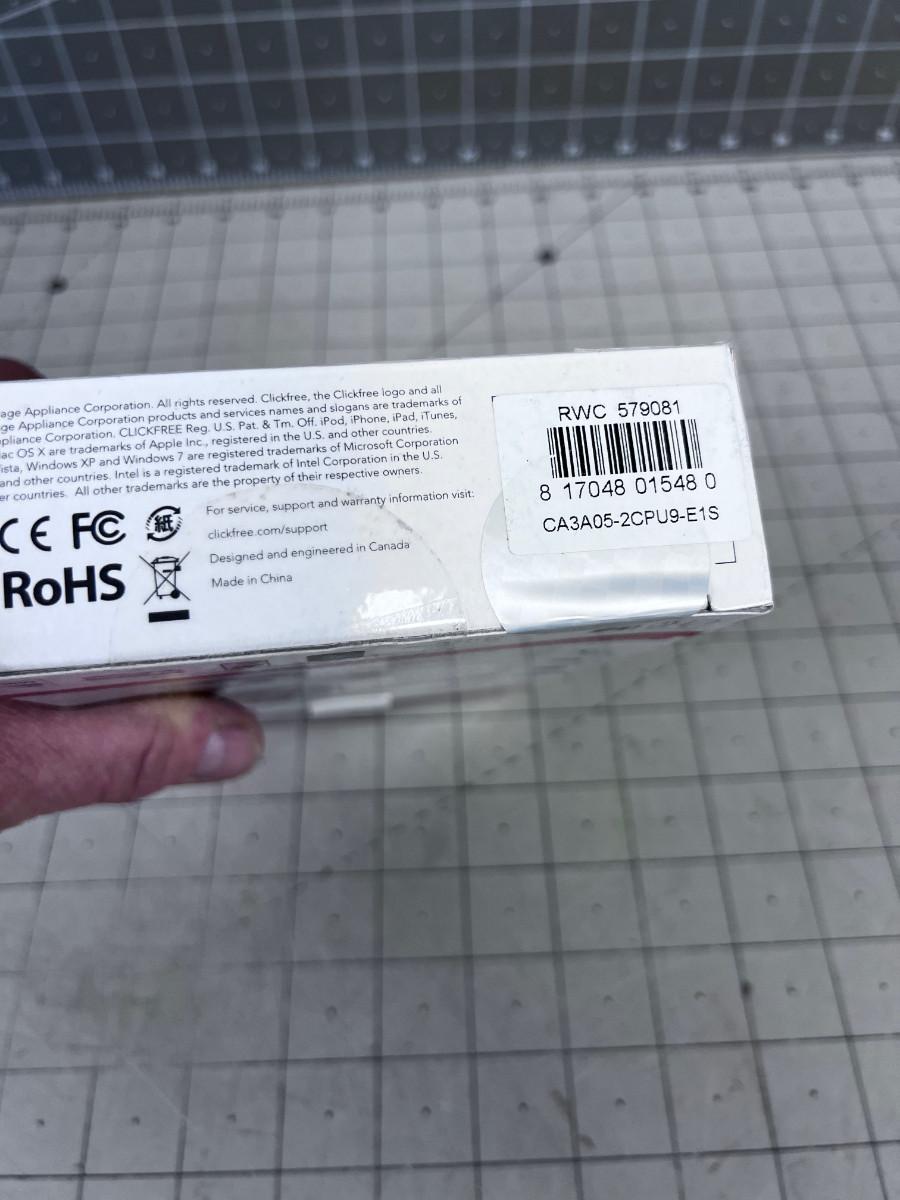 age Appliance Corporation. All rights reserved. Clickfree, the Clickfree logo and all
ge Appliance Corporation products and services names and slogans are trademarks of
pliance Corporation. CLICKFREE Reg. U.S. Pat. & Tm. Off. iPod, iPhone, iPad, iTunes,
ac OS X are trademarks of Apple Inc., registered in the U.S. and other countries.
ista, Windows XP and Windows 7 are registered trademarks of Microsoft Corporation
and other countries. Intel is a registered trademark of Intel Corporation in the U.S.
er countries. All other trademarks are the property of their respective owners.
CE FC 紙
RoHS
For service, support and warranty information visit:
clickfree.com/support
Designed and engineered in Canada
Made in China
RWC 579081
8 17048 01548 0
CA3A05-2CPU9-E1S